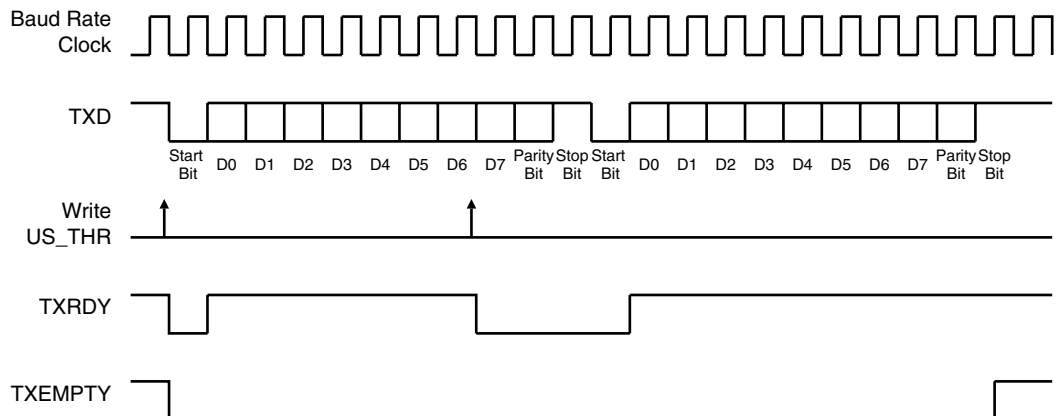 Baud Rate
Clock
TXD
Start
Bit
D0 D1 D2 D3 D4 D5 D6 D7
Parity
Bit
Stop
Bit
Start
Bit
D0 D1 D2 D3 D4 D5 D6 D7
Parity
Bit
Stop
Bit
Write
US_THR
TXRDY
TXEMPTY